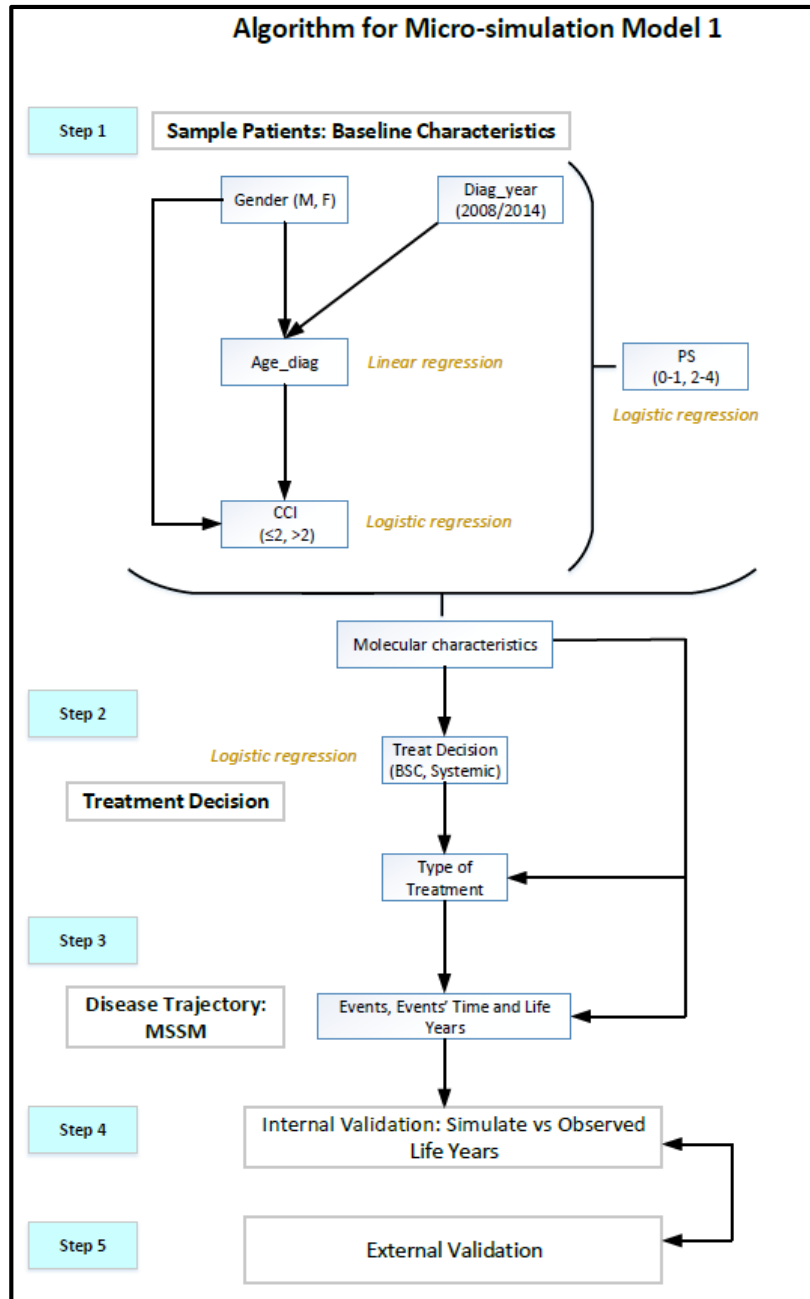 Algorithm for Micro-simulation Model 1
Step 1
Sample Patients: Baseline Characteristics
Gender (M, F)
Diag_year
(2008/2014)
Age_diag
Linear regression
PS
(0-1, 2-4)
Logistic regression
CCI
(≤2, >2)
Logistic regression
Molecular characteristics
Step 2
Logistic regression
Treat Decision
(BSC, Systemic)
Treatment Decision
Type of
Treatment
Step 3
Disease Trajectory:
MSSM
Events, Events’ Time and Life
Years
Step 4
Internal Validation: Simulate vs Observed
Life Years
Step 5
External Validation